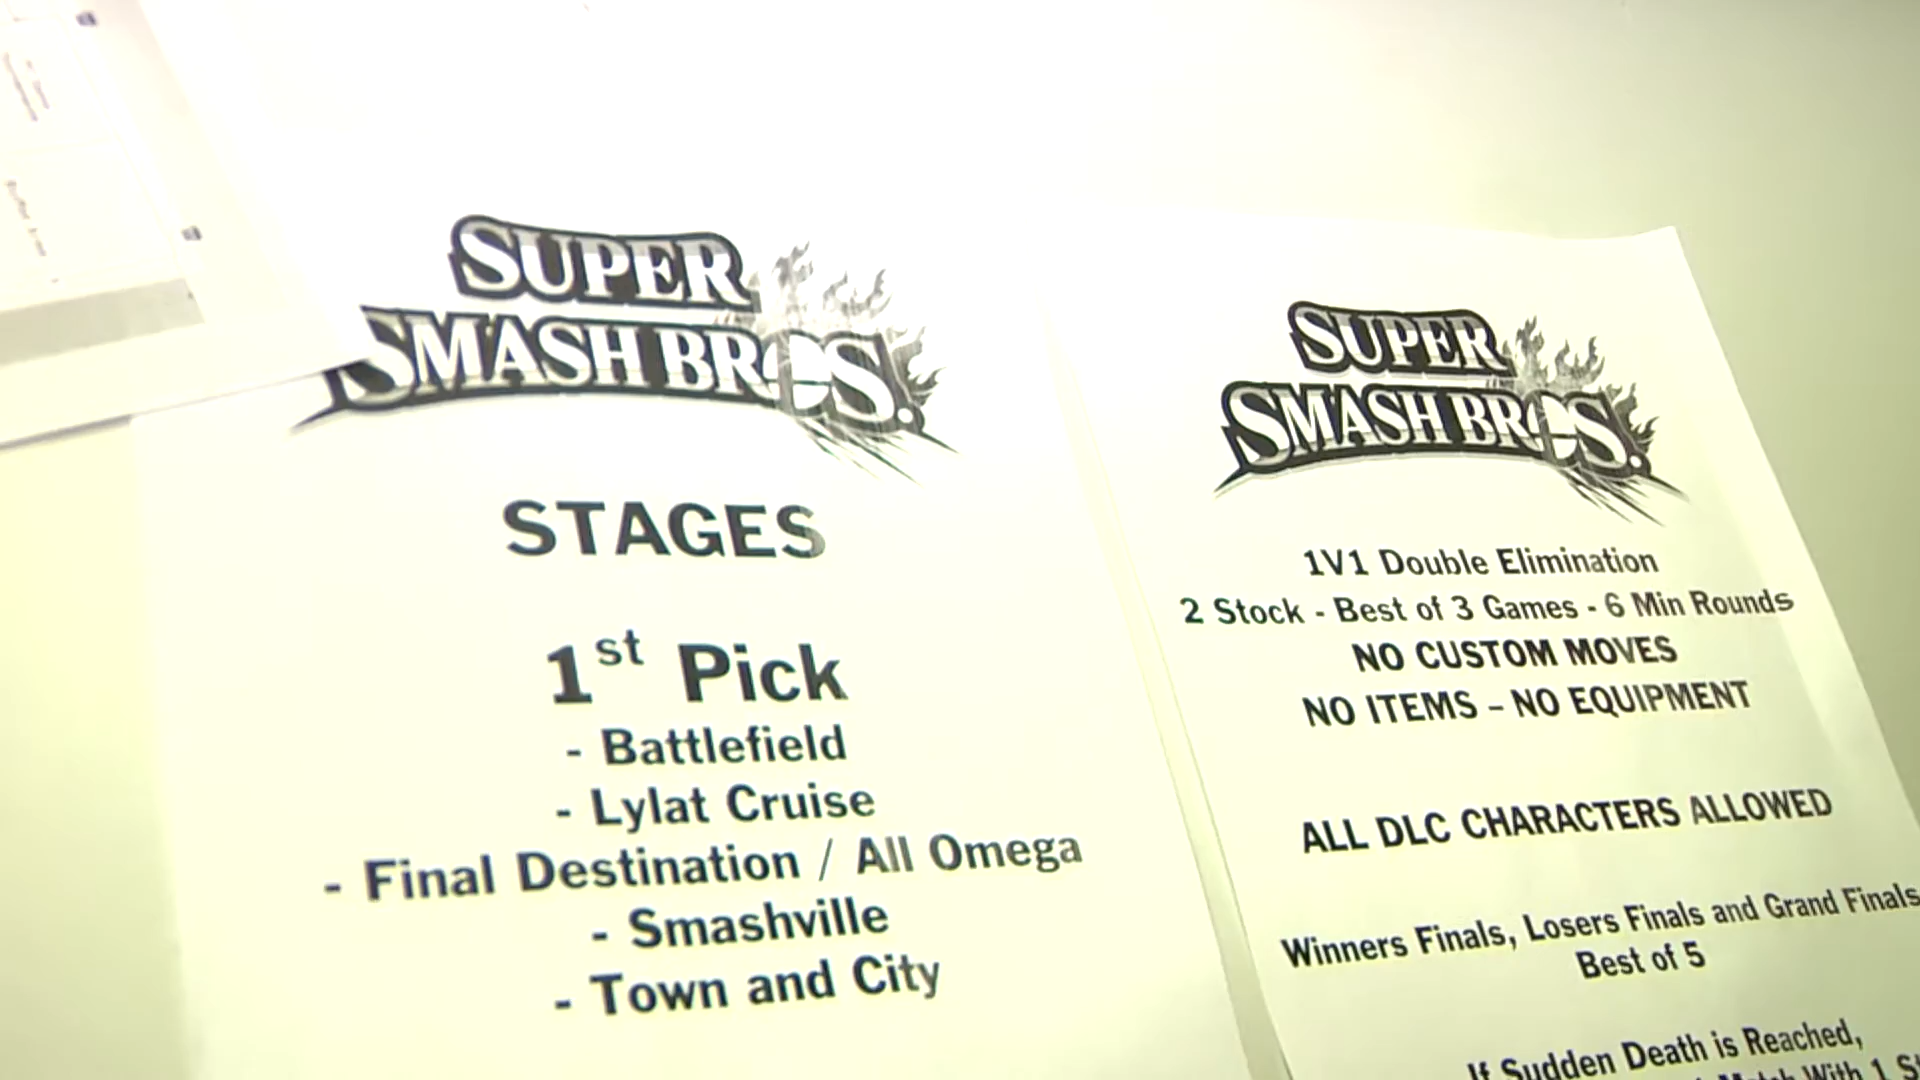 SUPER
SMASH BROS.
STAGES
1st Pick
- Battlefield
- Lylat Cruise
- Final Destination / All Omega
- Smashville
- Town and City
SUPER
SMASH BROS.
1V1 Double Elimination
2 Stock - Best of 3 Games - 6 Min Rounds
NO CUSTOM MOVES
NO ITEMS – NO EQUIPMENT
ALL DLC CHARACTERS ALLOWED
Winners Finals, Losers Finals and Grand Finals
Best of 5
If Sudden Death is Reached,
With 1